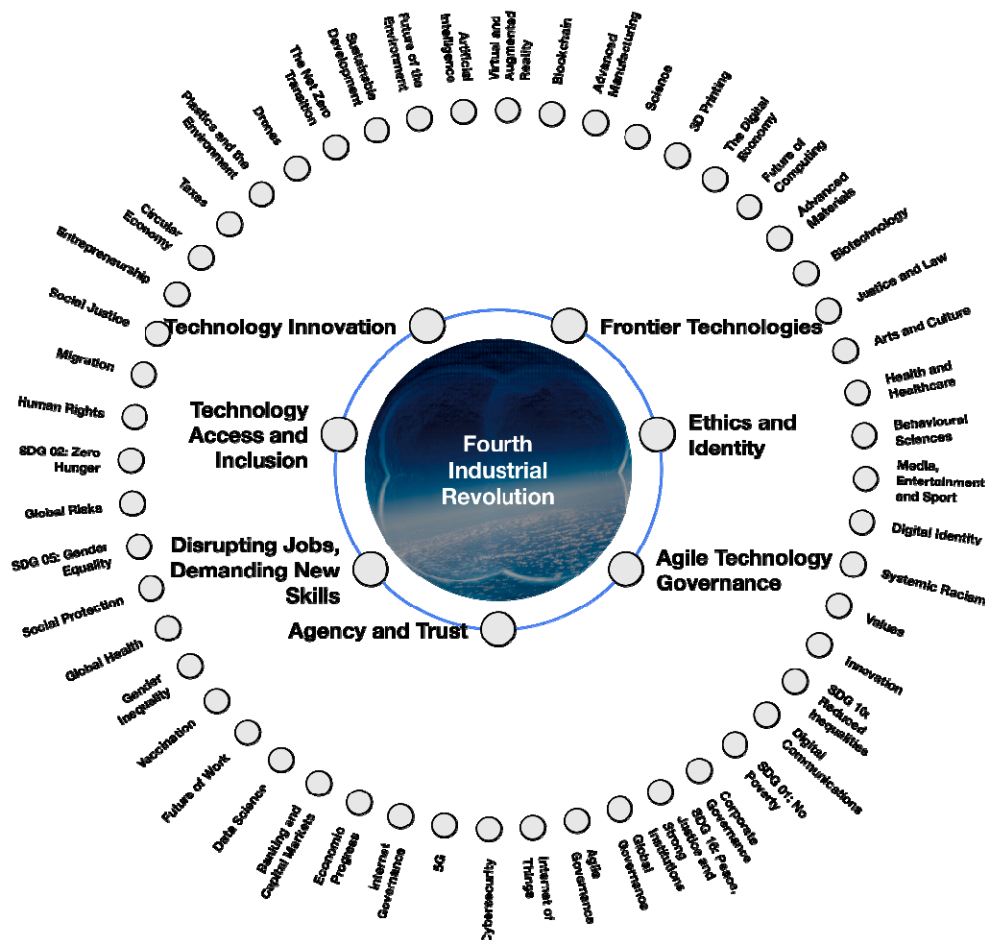 Fourth
Industrial
Revolution
Technology Innovation
Frontier Technologies
Ethics and
Identity
Agile Technology
Governance
Agency and Trust
Disrupting Jobs,
Demanding New
Skills
Technology
Access and
Inclusion
Virtual and
Augmented
Reality
Blockchain
Advanced
Manufacturing
Science
3D Printing
The Digital
Economy
Future of
Computing
Advanced
Materials
Biotechnology
Justice and Law
Arts and Culture
Health and
Healthcare
Behavioural
Sciences
Media,
Entertainment
and Sport
Digital Identity
Systemic Racism
Values
Innovation
SDG 10:
Reduced
Inequalities
Digital
Communications
SDG 01: No
Poverty
Corporate
Governance
SDG 16: Peace,
Justice and
Strong
Institutions
Global
Governance
Agile
Governance
Internet of
Things
Cybersecurity
5G
Internet
Governance
Economic
Progress
Banking and
Capital Markets
Data Science
Future of Work
Vaccination
Gender
Inequality
Global Health
Social Protection
SDG 05: Gender
Equality
Global Risks
SDG 02: Zero
Hunger
Human Rights
Migration
Social Justice
Entrepreneurship
Circular
Economy
Taxes
Plastics and the
Environment
Drones
The Net Zero
Transition
Sustainable
Development
Future of the
Environment
Artificial
Intelligence